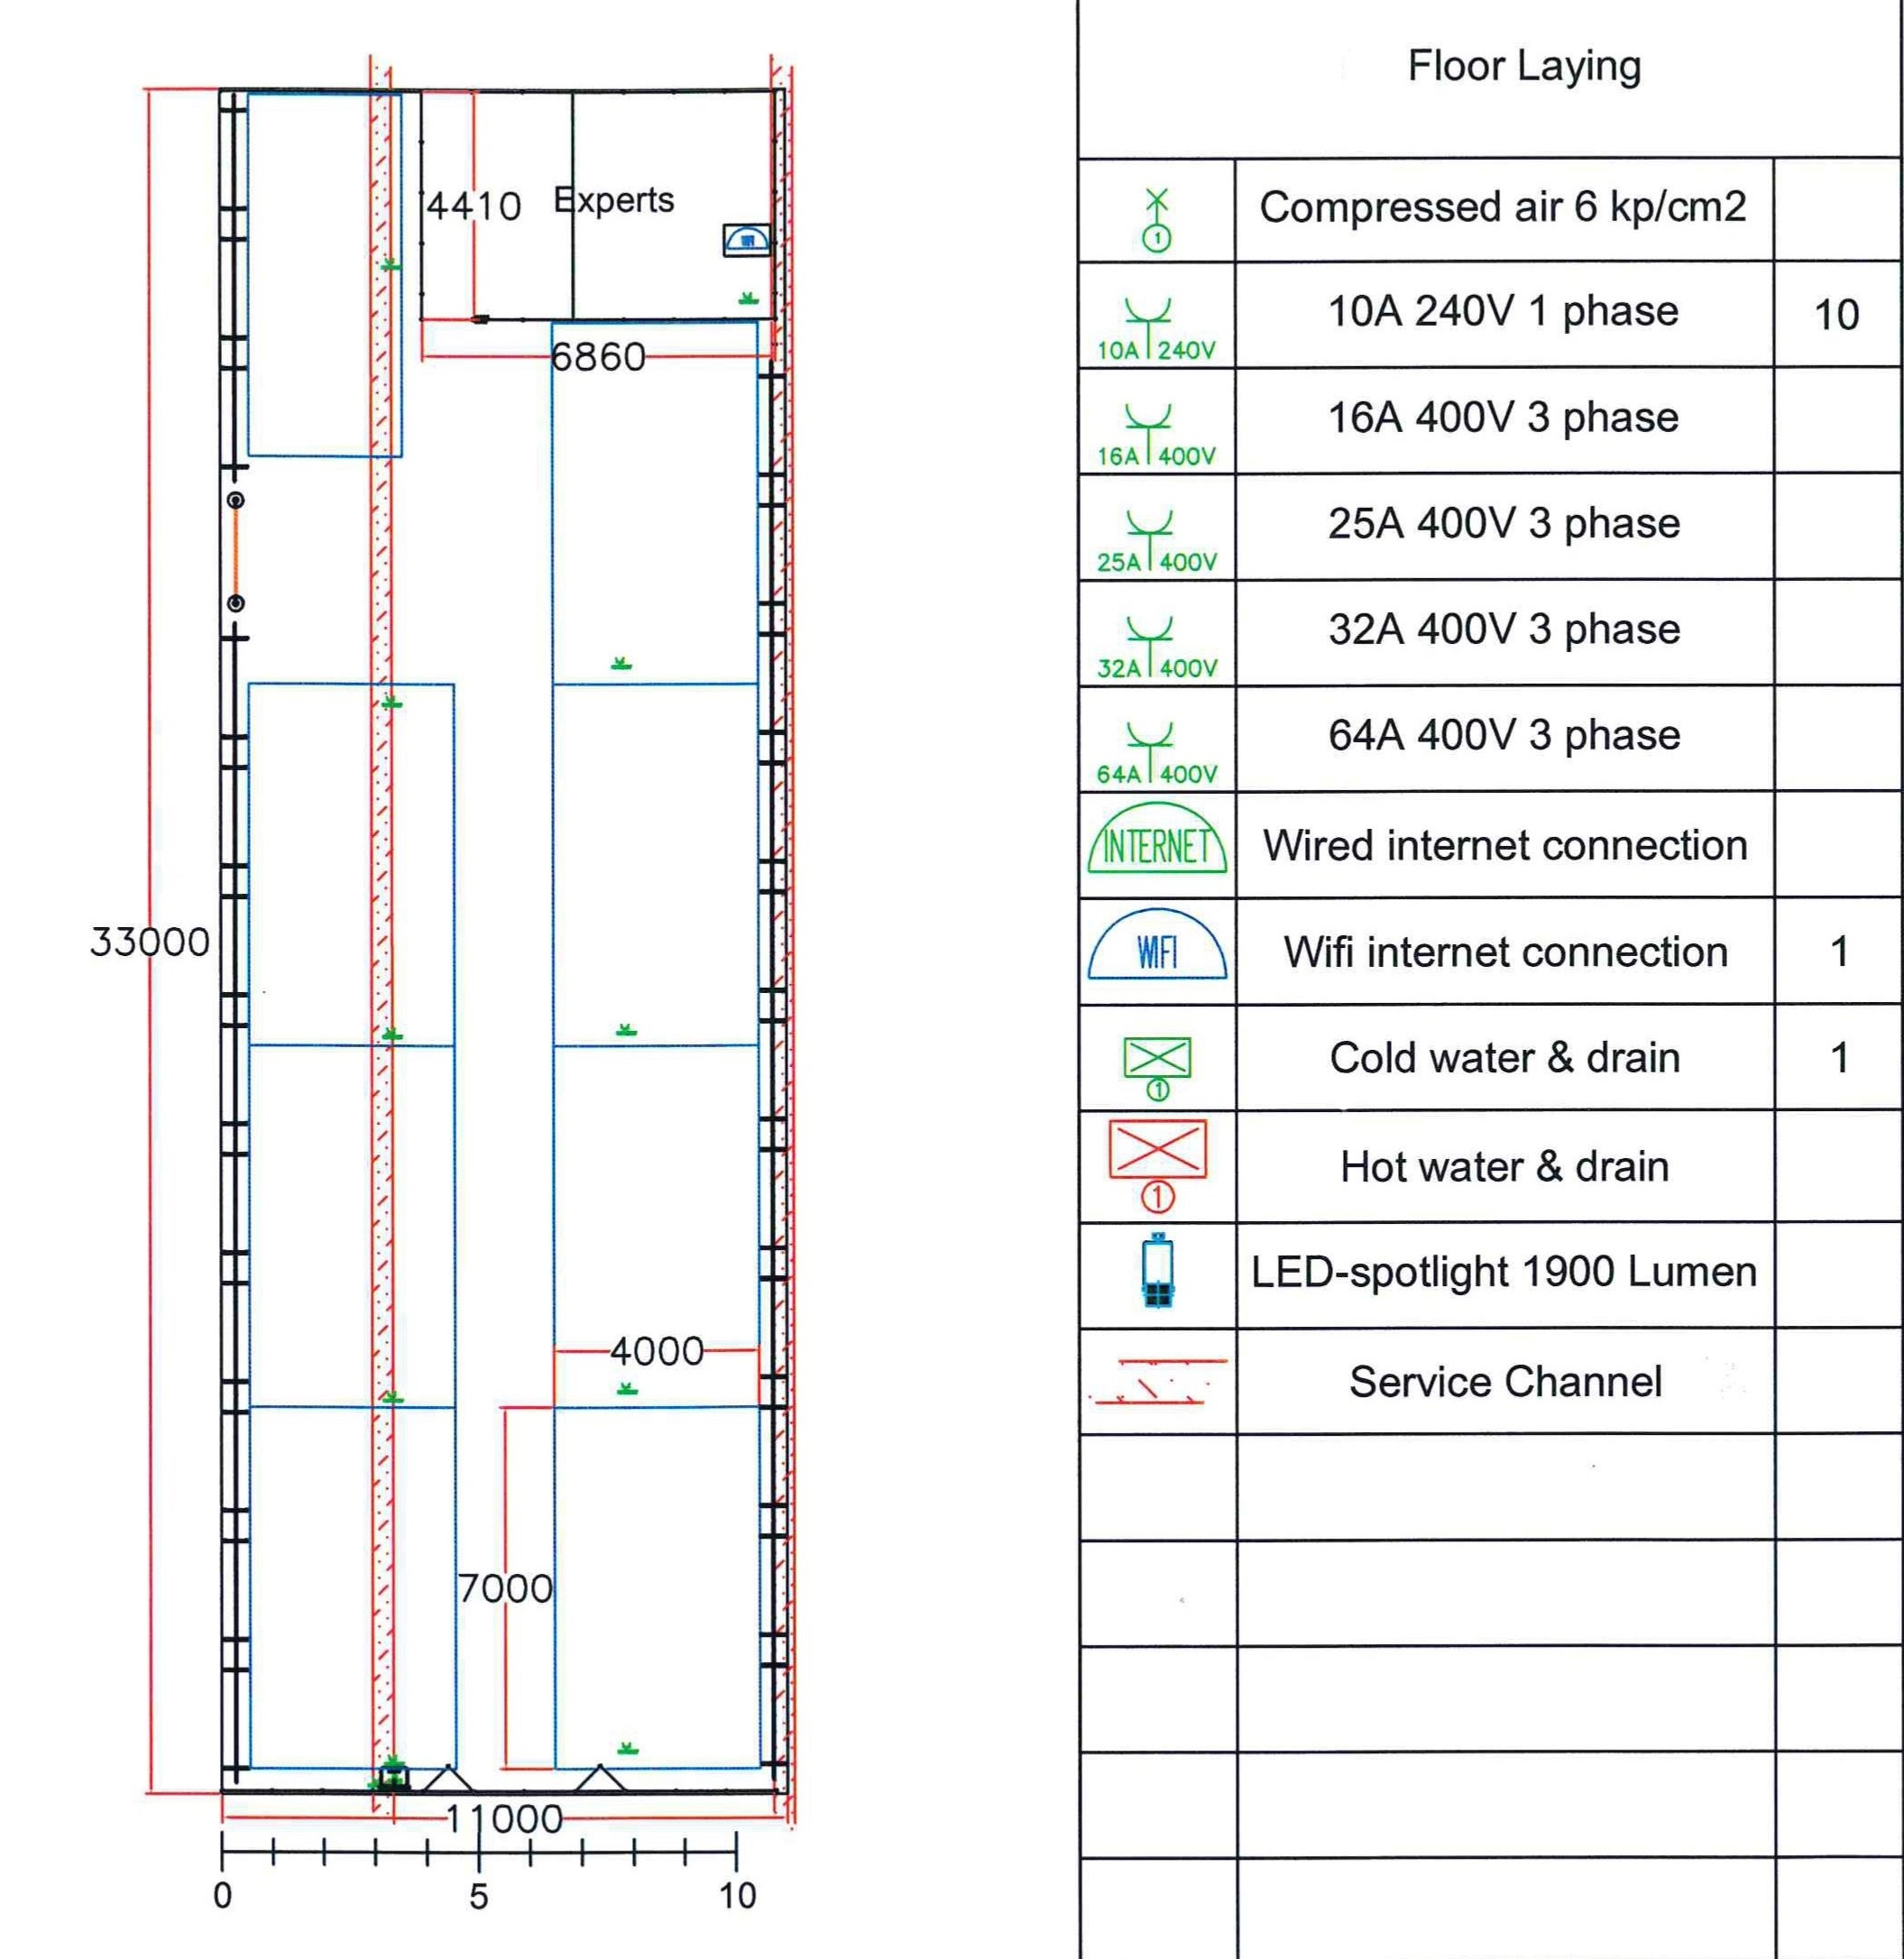 4410
Experts
6860
33000
4000
7000
11000
0 5 10
Floor Laying
1
Compressed air 6 kp/cm2
10A 240V
10A 240V 1 phase
10
16A 400V
16A 400V 3 phase
25A 400V
25A 400V 3 phase
32A 400V
32A 400V 3 phase
64A 400V
64A 400V 3 phase
INTERNET
Wired internet connection
WIFI
Wifi internet connection
1
1
Cold water & drain
1
1
Hot water & drain
LED-spotlight 1900 Lumen
Service Channel